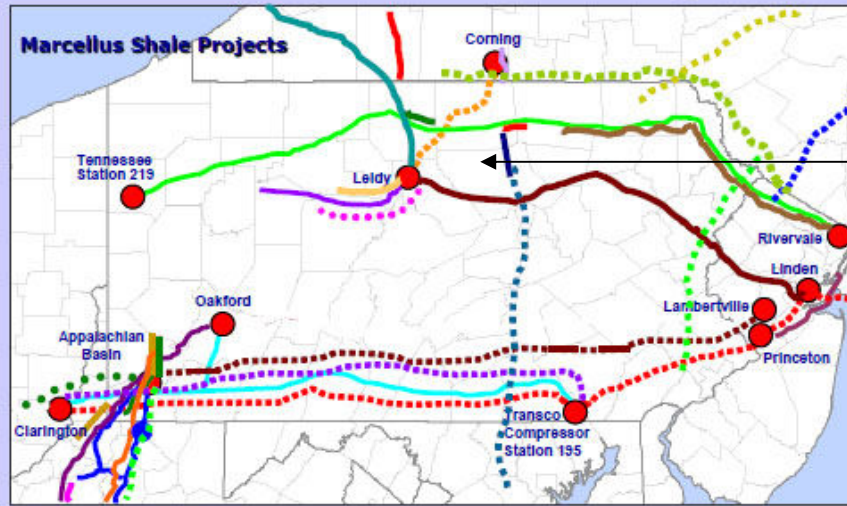 Marcellus Shale Projects
Corning
Tennessee
Station 219
Leidy
Rivervale
Linden
Oakford
Lambertville
Appalachian
Basin
Princeton
Clarington
Transco
Compressor
Station 195